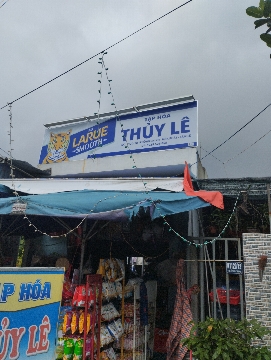 LARUE
SMOOTH
TẠP HÓA
THỦY LÊ
ẠP HÓA
ỦY LÊ